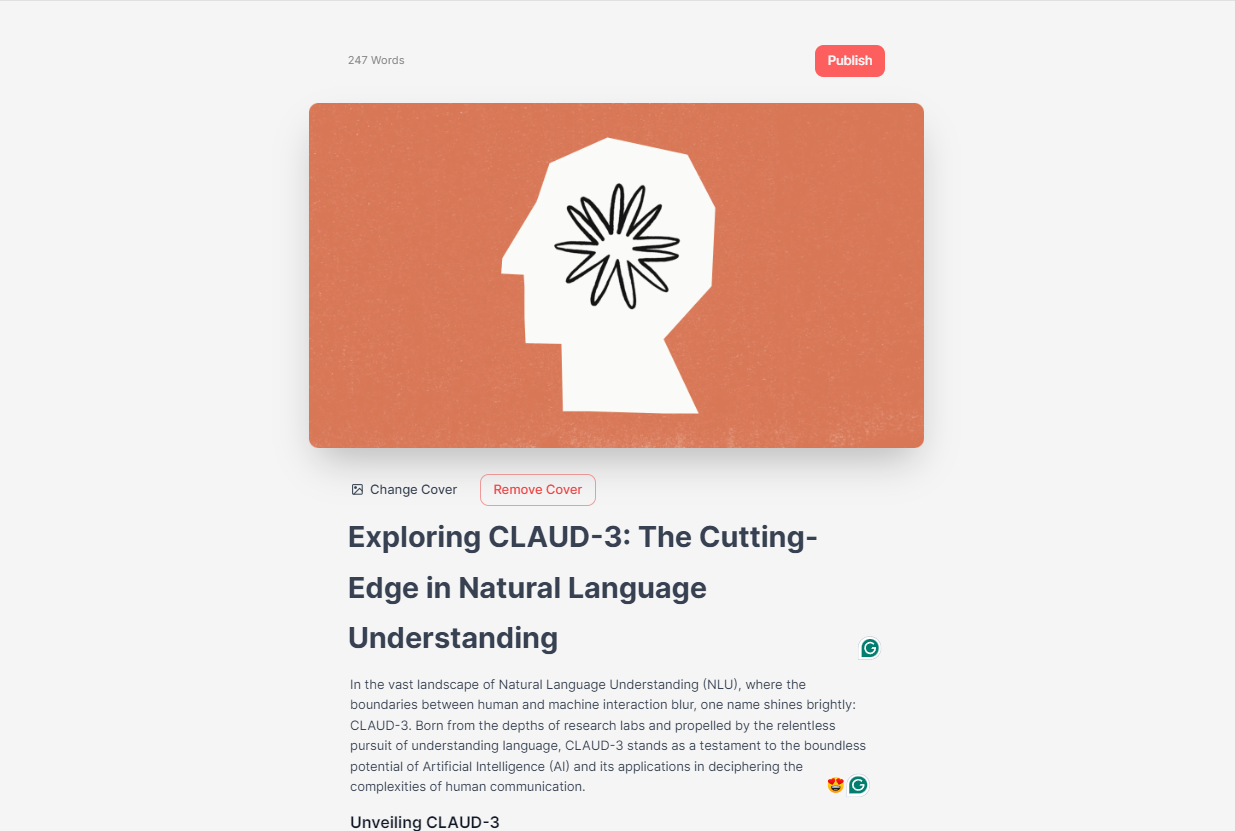 247 Words
Publish
Change Cover
Remove Cover
Exploring CLAUD-3: The Cutting-
Edge in Natural Language
Understanding
In the vast landscape of Natural Language Understanding (NLU), where the
boundaries between human and machine interaction blur, one name shines brightly:
CLAUD-3. Born from the depths of research labs and propelled by the relentless
pursuit of understanding language, CLAUD-3 stands as a testament to the boundless
potential of Artificial Intelligence (AI) and its applications in deciphering the
complexities of human communication.
Unveiling CLAUD-3